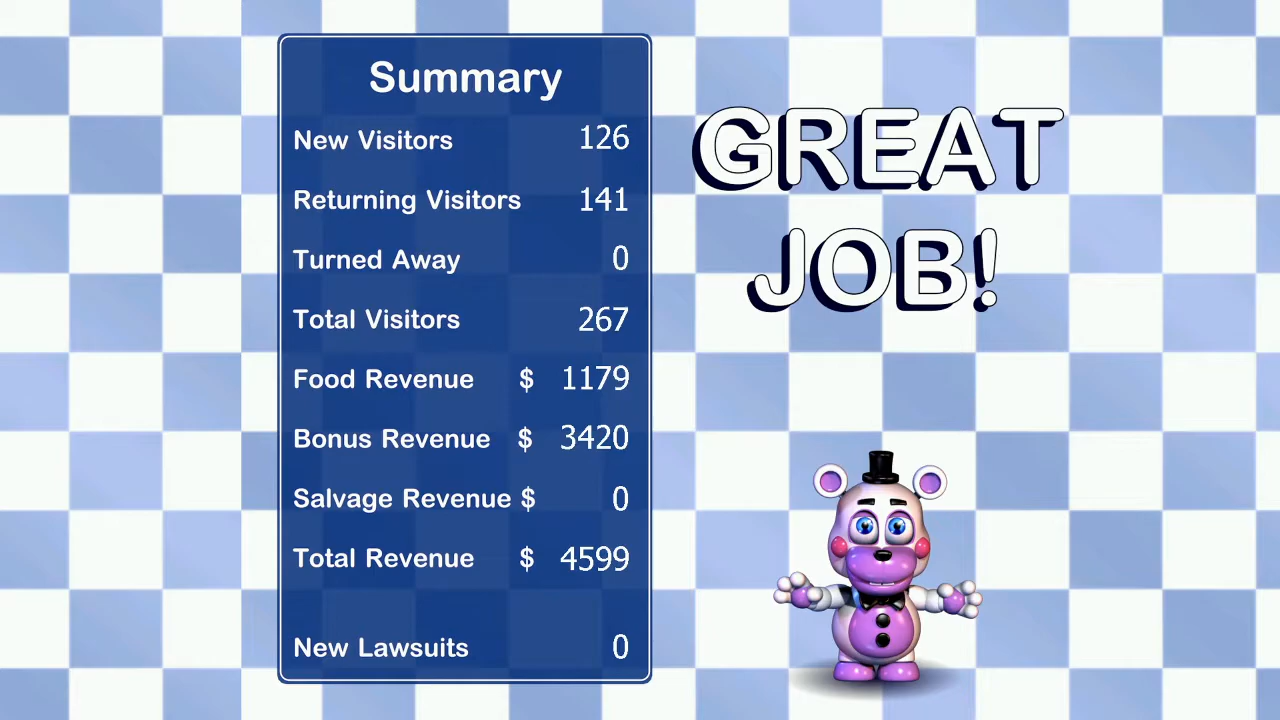 Summary
New Visitors 126
Returning Visitors 141
Turned Away 0
Total Visitors 267
Food Revenue $ 1179
Bonus Revenue $ 3420
Salvage Revenue $ 0
Total Revenue $ 4599
New Lawsuits 0
GREAT
JOB!